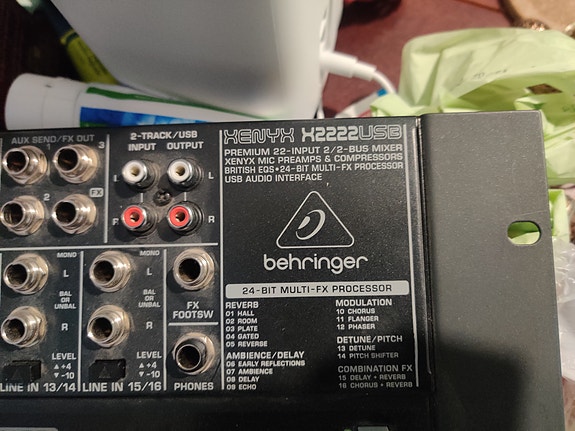 AUX SEND/FX OUT
1 3
2 FX
2-TRACK/USB
INPUT OUTPUT
L L
R R
XENYX X2222USB
PREMIUM 22-INPUT 2/2-BUS MIXER
XENYX MIC PREAMPS & COMPRESSORS
BRITISH EQS•24-BIT MULTI-FX PROCESSOR
USB AUDIO INTERFACE
behringer
24-BIT MULTI-FX PROCESSOR
REVERB
01 HALL
02 ROOM
03 PLATE
04 GATED
05 REVERSE
AMBIENCE/DELAY
06 EARLY REFLECTIONS
07 AMBIENCE
08 DELAY
09 ECHO
MODULATION
10 CHORUS
11 FLANGER
12 PHASER
DETUNE/PITCH
13 DETUNE
14 PITCH SHIFTER
COMBINATION FX
15 DELAY + REVERB
16 CHORUS + REVERB
MONO
L
BAL OR
UNBAL
R
LEVEL
+4
-10
LINE IN 13/14
MONO
L
BAL OR
UNBAL
R
LEVEL
+4
-10
LINE IN 15/16
FX
FOOTSW
PHONES